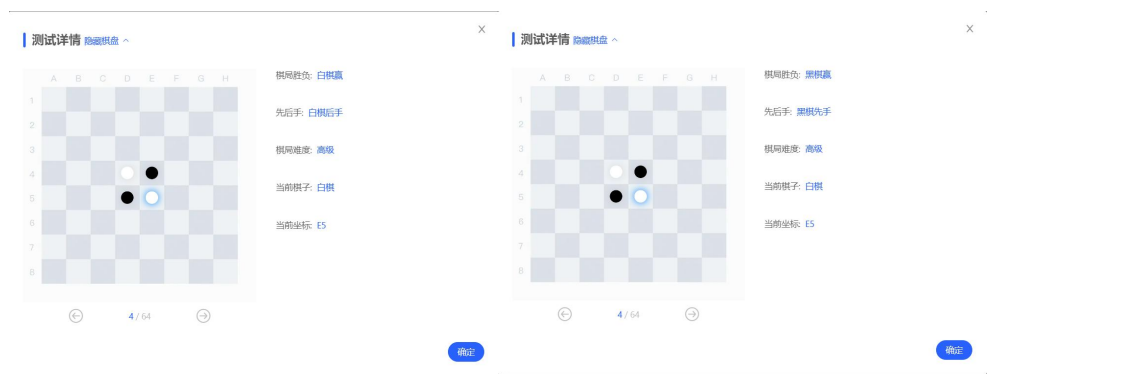 测试详情 隐藏棋盘
X
A B C D E F G H
1
2
3
4
5
6
7
8
棋局胜负: 白棋赢
先后手: 白棋后手
棋局难度: 高级
当前棋子: 白棋
当前坐标: E5
4 / 64
确定
测试详情 隐藏棋盘
X
A B C D E F G H
1
2
3
4
5
6
7
8
棋局胜负: 黑棋赢
先后手: 黑棋先手
棋局难度: 高级
当前棋子: 白棋
当前坐标: E5
4 / 64
确定